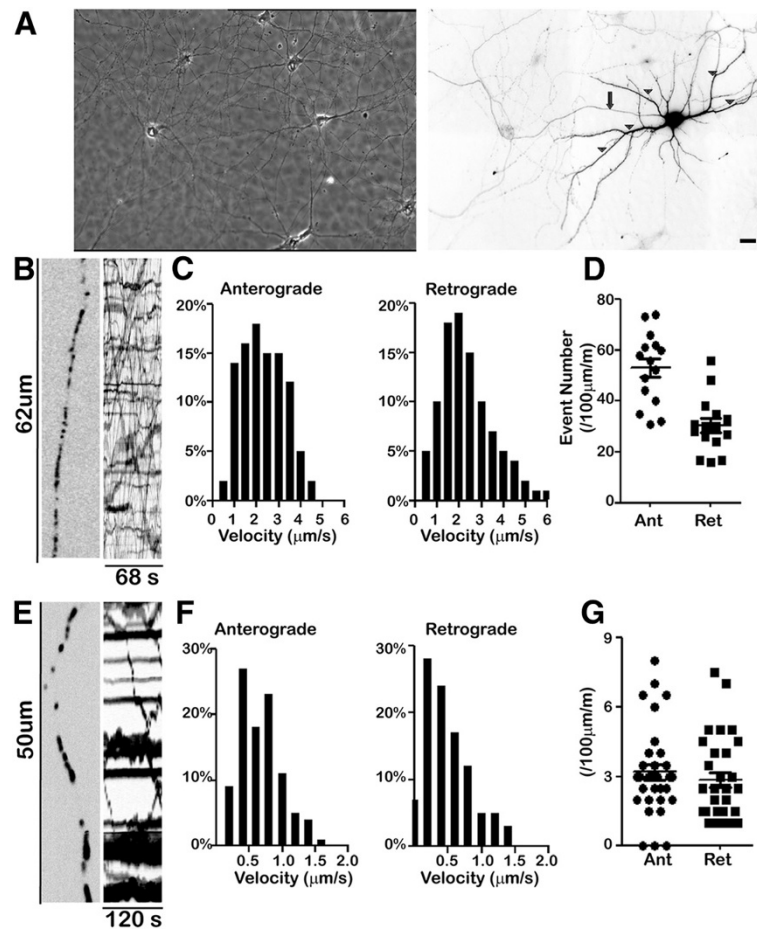 A
B
62um
68 s
C
Anterograde
20%
15%
10%
5%
0%
0 1 2 3 4 5 6
Velocity (μm/s)
Retrograde
20%
15%
10%
5%
0%
0 1 2 3 4 5 6
Velocity (μm/s)
D
Event Number
(/100μm/m)
80
60
40
20
0
Ant Ret
E
50um
120 s
F
Anterograde
30%
20%
10%
0%
0.5 1.0 1.5 2.0
Velocity (μm/s)
Retrograde
30%
20%
10%
0%
0.5 1.0 1.5 2.0
Velocity (μm/s)
G
(/100μm/m)
9
6
3
0
Ant Ret